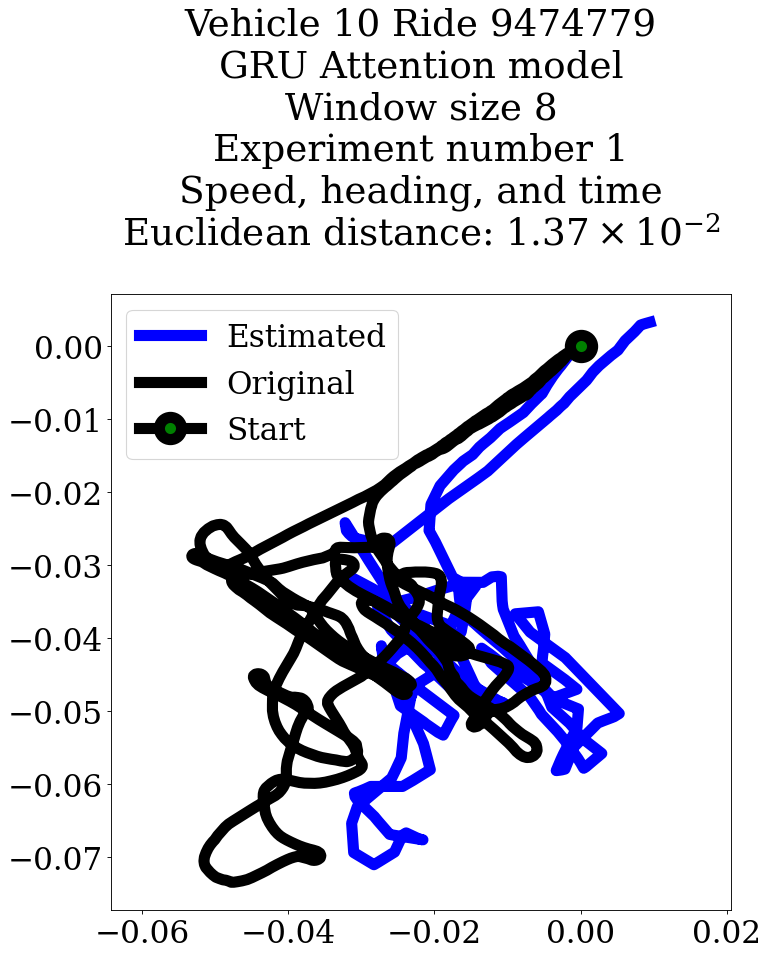 Vehicle 10 Ride 9474779
GRU Attention model
Window size 8
Experiment number 1
Speed, heading, and time
Euclidean distance: 1.37 × 10⁻²
Estimated
Original
Start
0.00
−0.01
−0.02
−0.03
−0.04
−0.05
−0.06
−0.07
−0.06 −0.04 −0.02 0.00 0.02